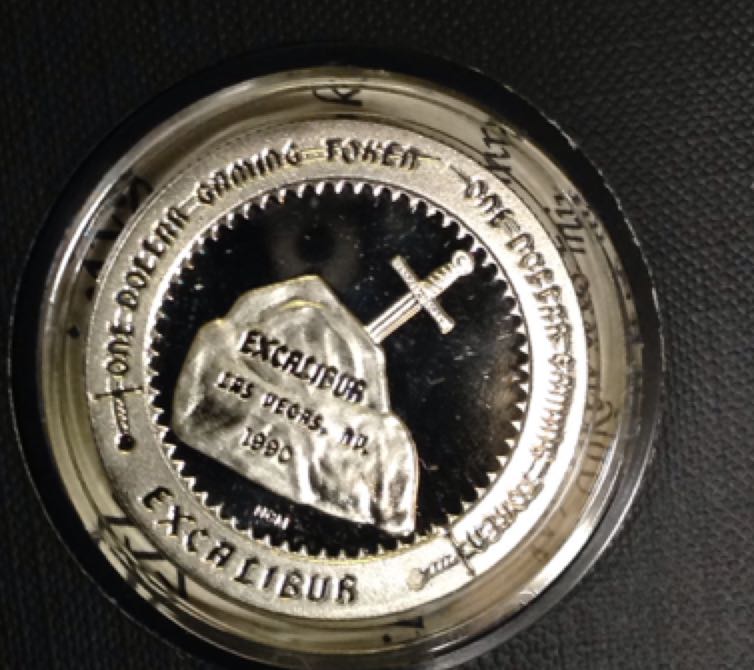 ONE DOLLAR GAMING TOKEN
ONE DOLLAR GAMING TOKEN
EXCALIBUR
LAS VEGAS, NV.
1990
EXCALIBUR